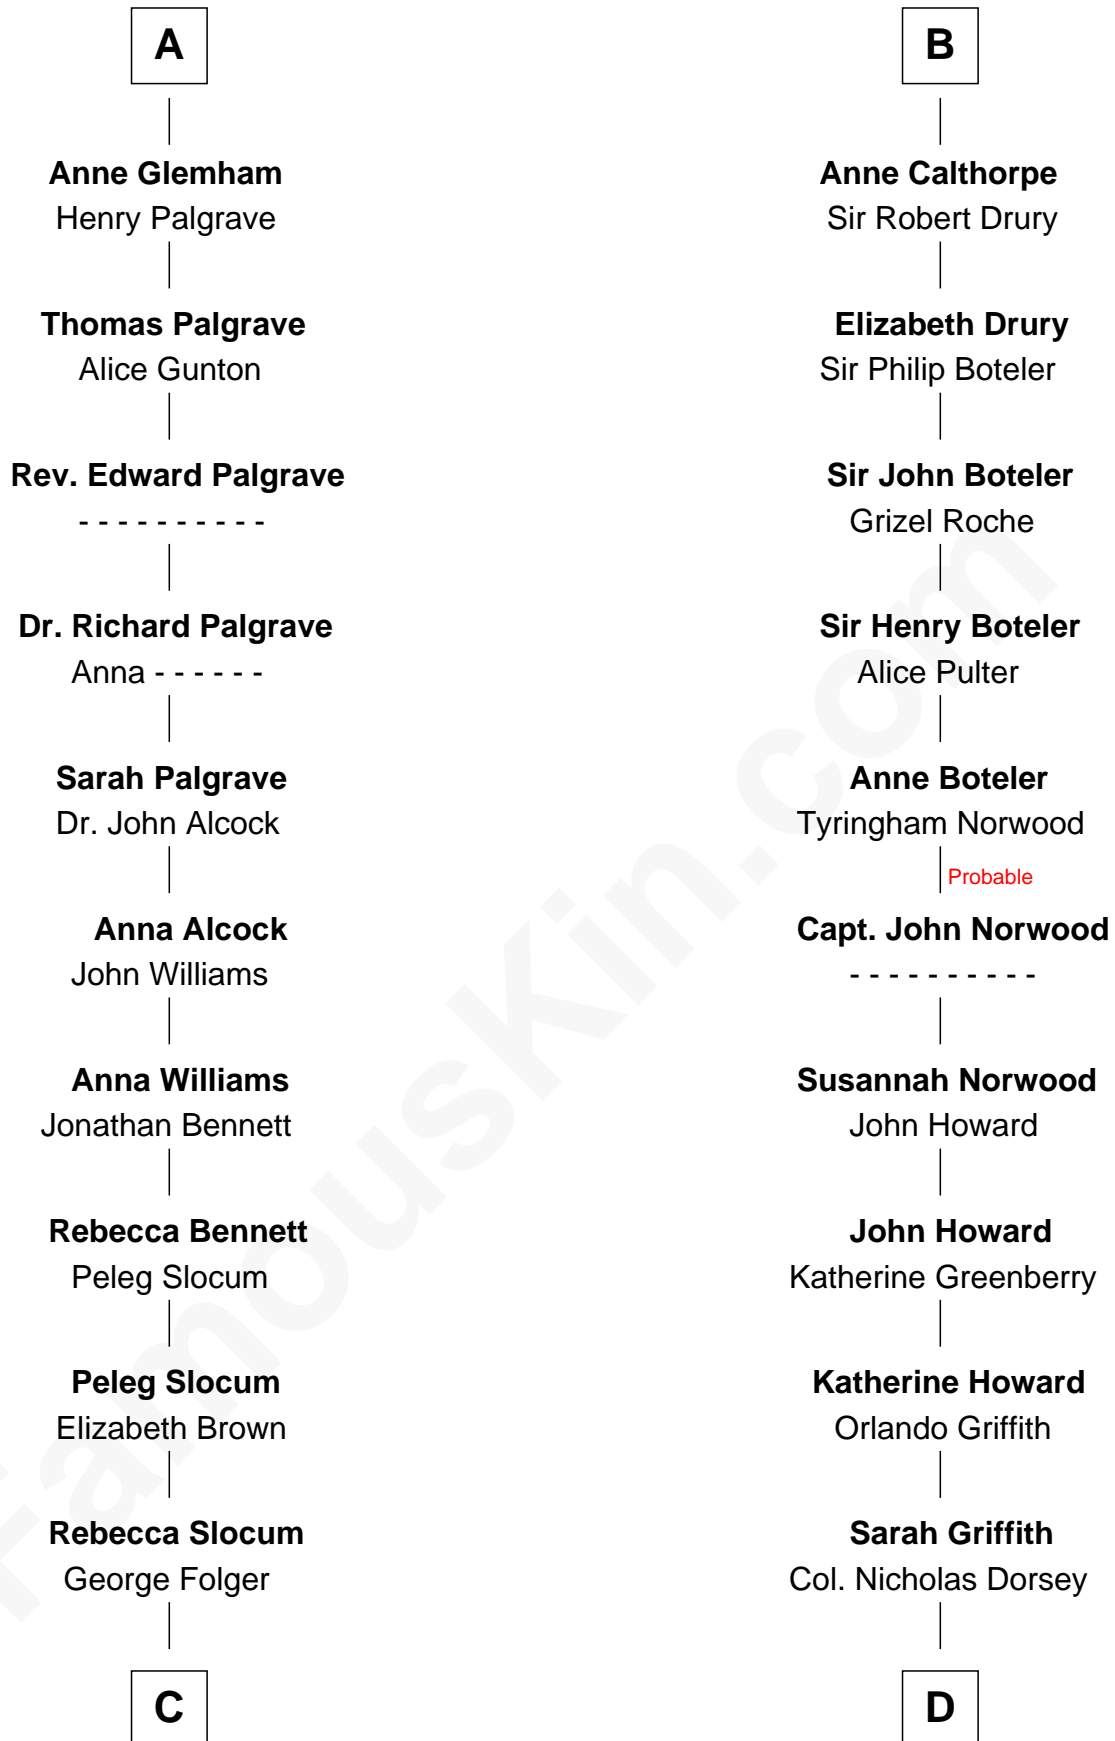 A
Anne Glemham
Henry Palgrave
Thomas Palgrave
Alice Gunton
Rev. Edward Palgrave
- - - - - - - - - -
Dr. Richard Palgrave
Anna - - - - - -
Sarah Palgrave
Dr. John Alcock
Anna Alcock
John Williams
Anna Williams
Jonathan Bennett
Rebecca Bennett
Peleg Slocum
Peleg Slocum
Elizabeth Brown
Rebecca Slocum
George Folger
C
B
Anne Calthorpe
Sir Robert Drury
Elizabeth Drury
Sir Philip Boteler
Sir John Boteler
Grizel Roche
Sir Henry Boteler
Alice Pulter
Anne Boteler
Tyringham Norwood
Probable
Capt. John Norwood
- - - - - - - - - -
Susannah Norwood
John Howard
John Howard
Katherine Greenberry
Katherine Howard
Orlando Griffith
Sarah Griffith
Col. Nicholas Dorsey
D
FamousKin.com